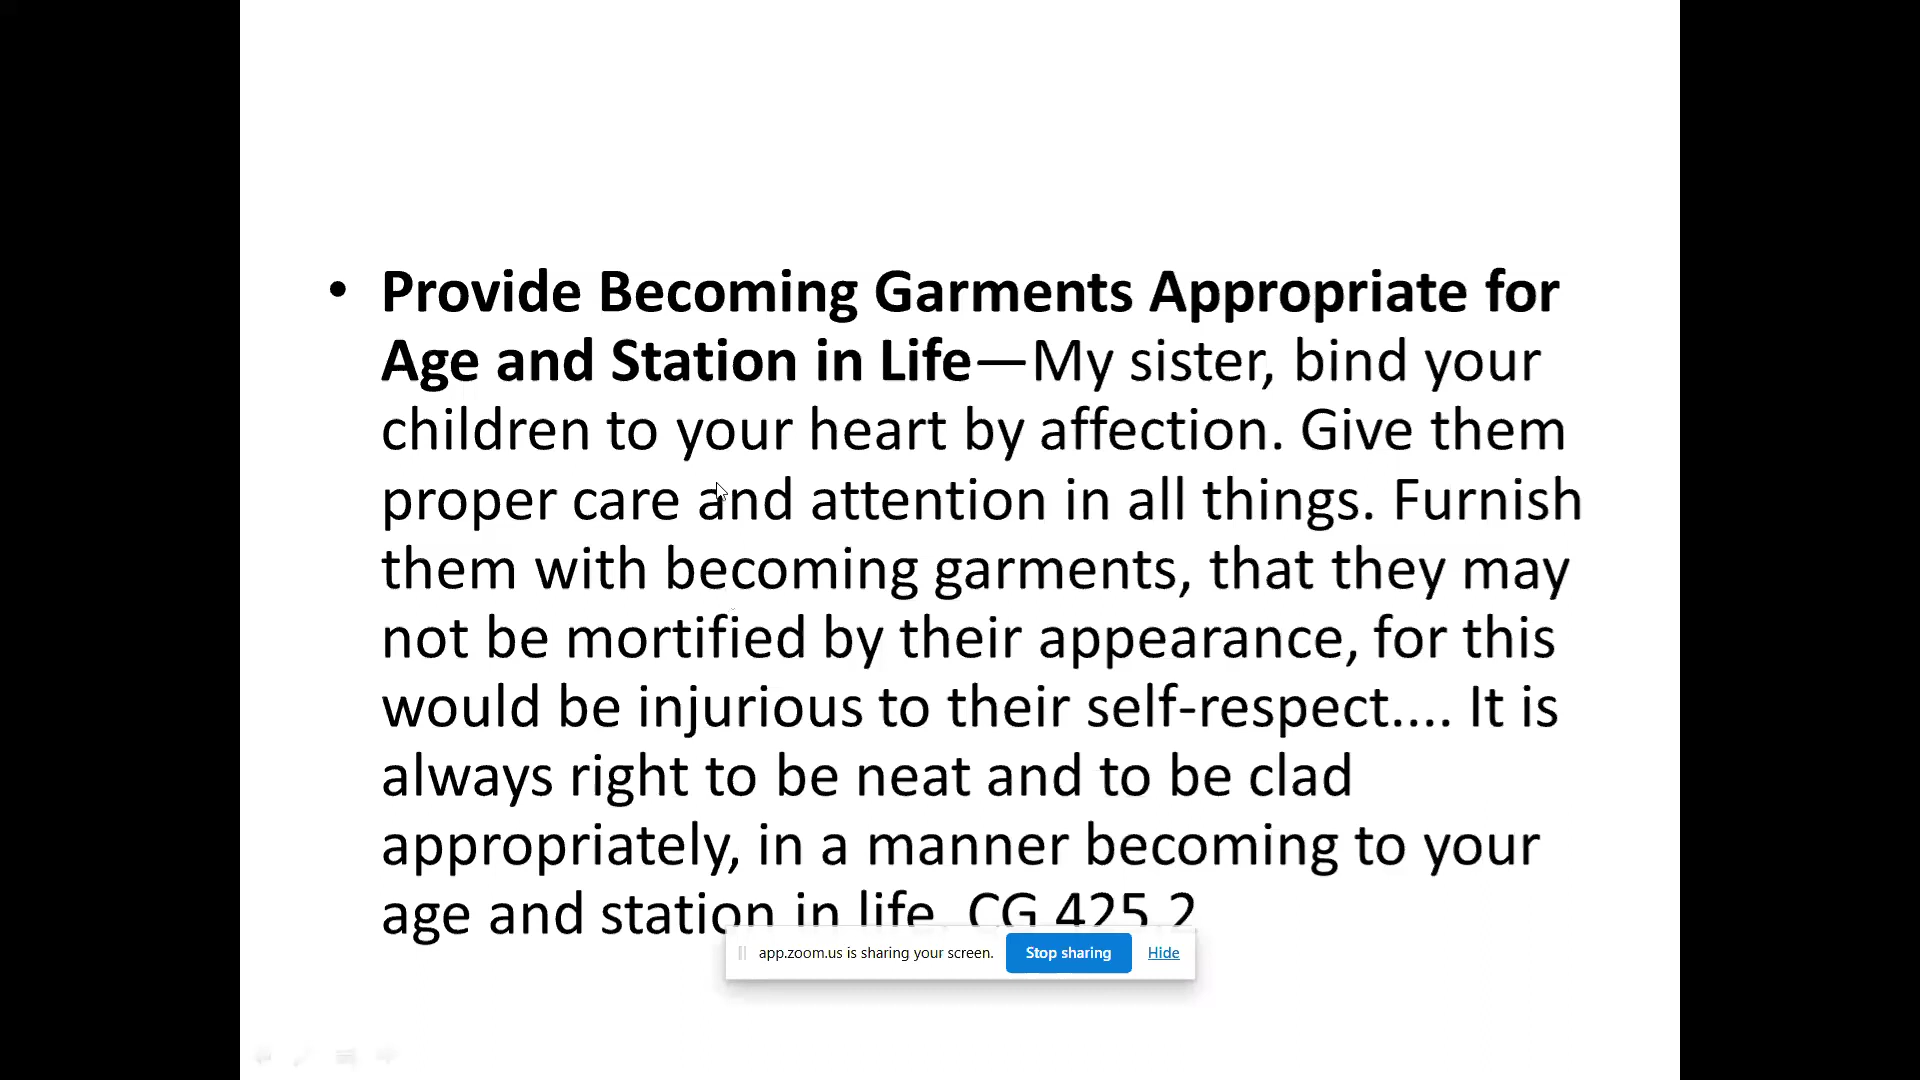 • Provide Becoming Garments Appropriate for
Age and Station in Life—My sister, bind your
children to your heart by affection. Give them
proper care and attention in all things. Furnish
them with becoming garments, that they may
not be mortified by their appearance, for this
would be injurious to their self-respect.... It is
always right to be neat and to be clad
appropriately, in a manner becoming to your
age and station in life. CG 425.2
app.zoom.us is sharing your screen. Stop sharing Hide